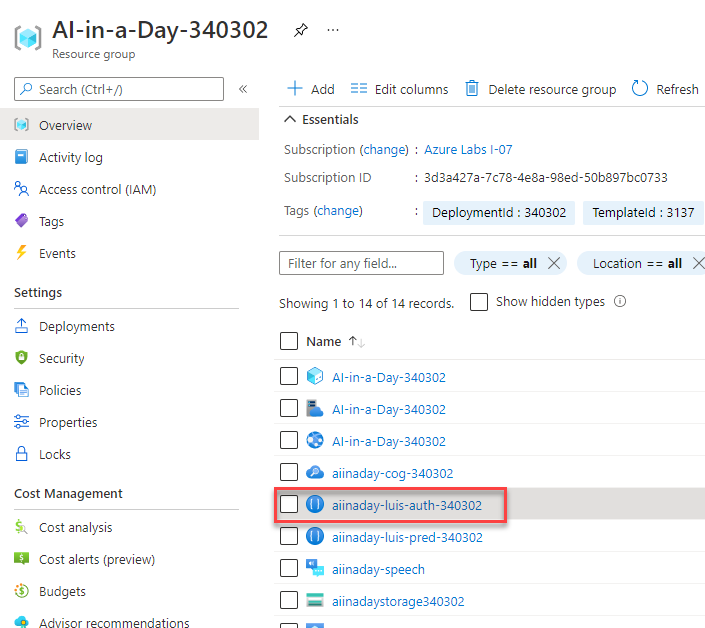 AI-in-a-Day-340302
Resource group
Search (Ctrl+/)
«
Overview
Activity log
Access control (IAM)
Tags
Events
Settings
Deployments
Security
Policies
Properties
Locks
Cost Management
Cost analysis
Cost alerts (preview)
Budgets
Advisor recommendations
Add
Edit columns
Delete resource group
Refresh
Essentials
Subscription (change) : Azure Labs I-07
Subscription ID : 3d3a427a-7c78-4e8a-98ed-50b897bc0733
Tags (change) : DeploymentId : 340302 TemplateId : 3137
Filter for any field... Type == all Location == all
Showing 1 to 14 of 14 records. Show hidden types
Name ↑↓
AI-in-a-Day-340302
AI-in-a-Day-340302
AI-in-a-Day-340302
aiinaday-cog-340302
aiinaday-luis-auth-340302
aiinaday-luis-pred-340302
aiinaday-speech
aiinadaystorage340302